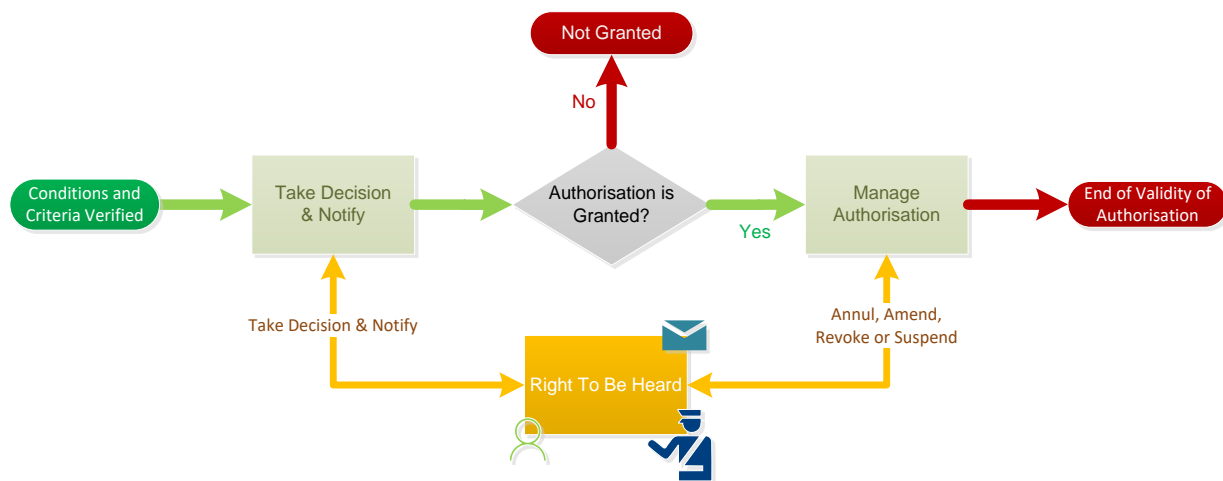 Not Granted
No
Conditions and
Criteria Verified
Take Decision
& Notify
Authorisation is
Granted?
Yes
Manage
Authorisation
End of Validity of
Authorisation
Take Decision & Notify
Annul, Amend,
Revoke or Suspend
Right To Be Heard